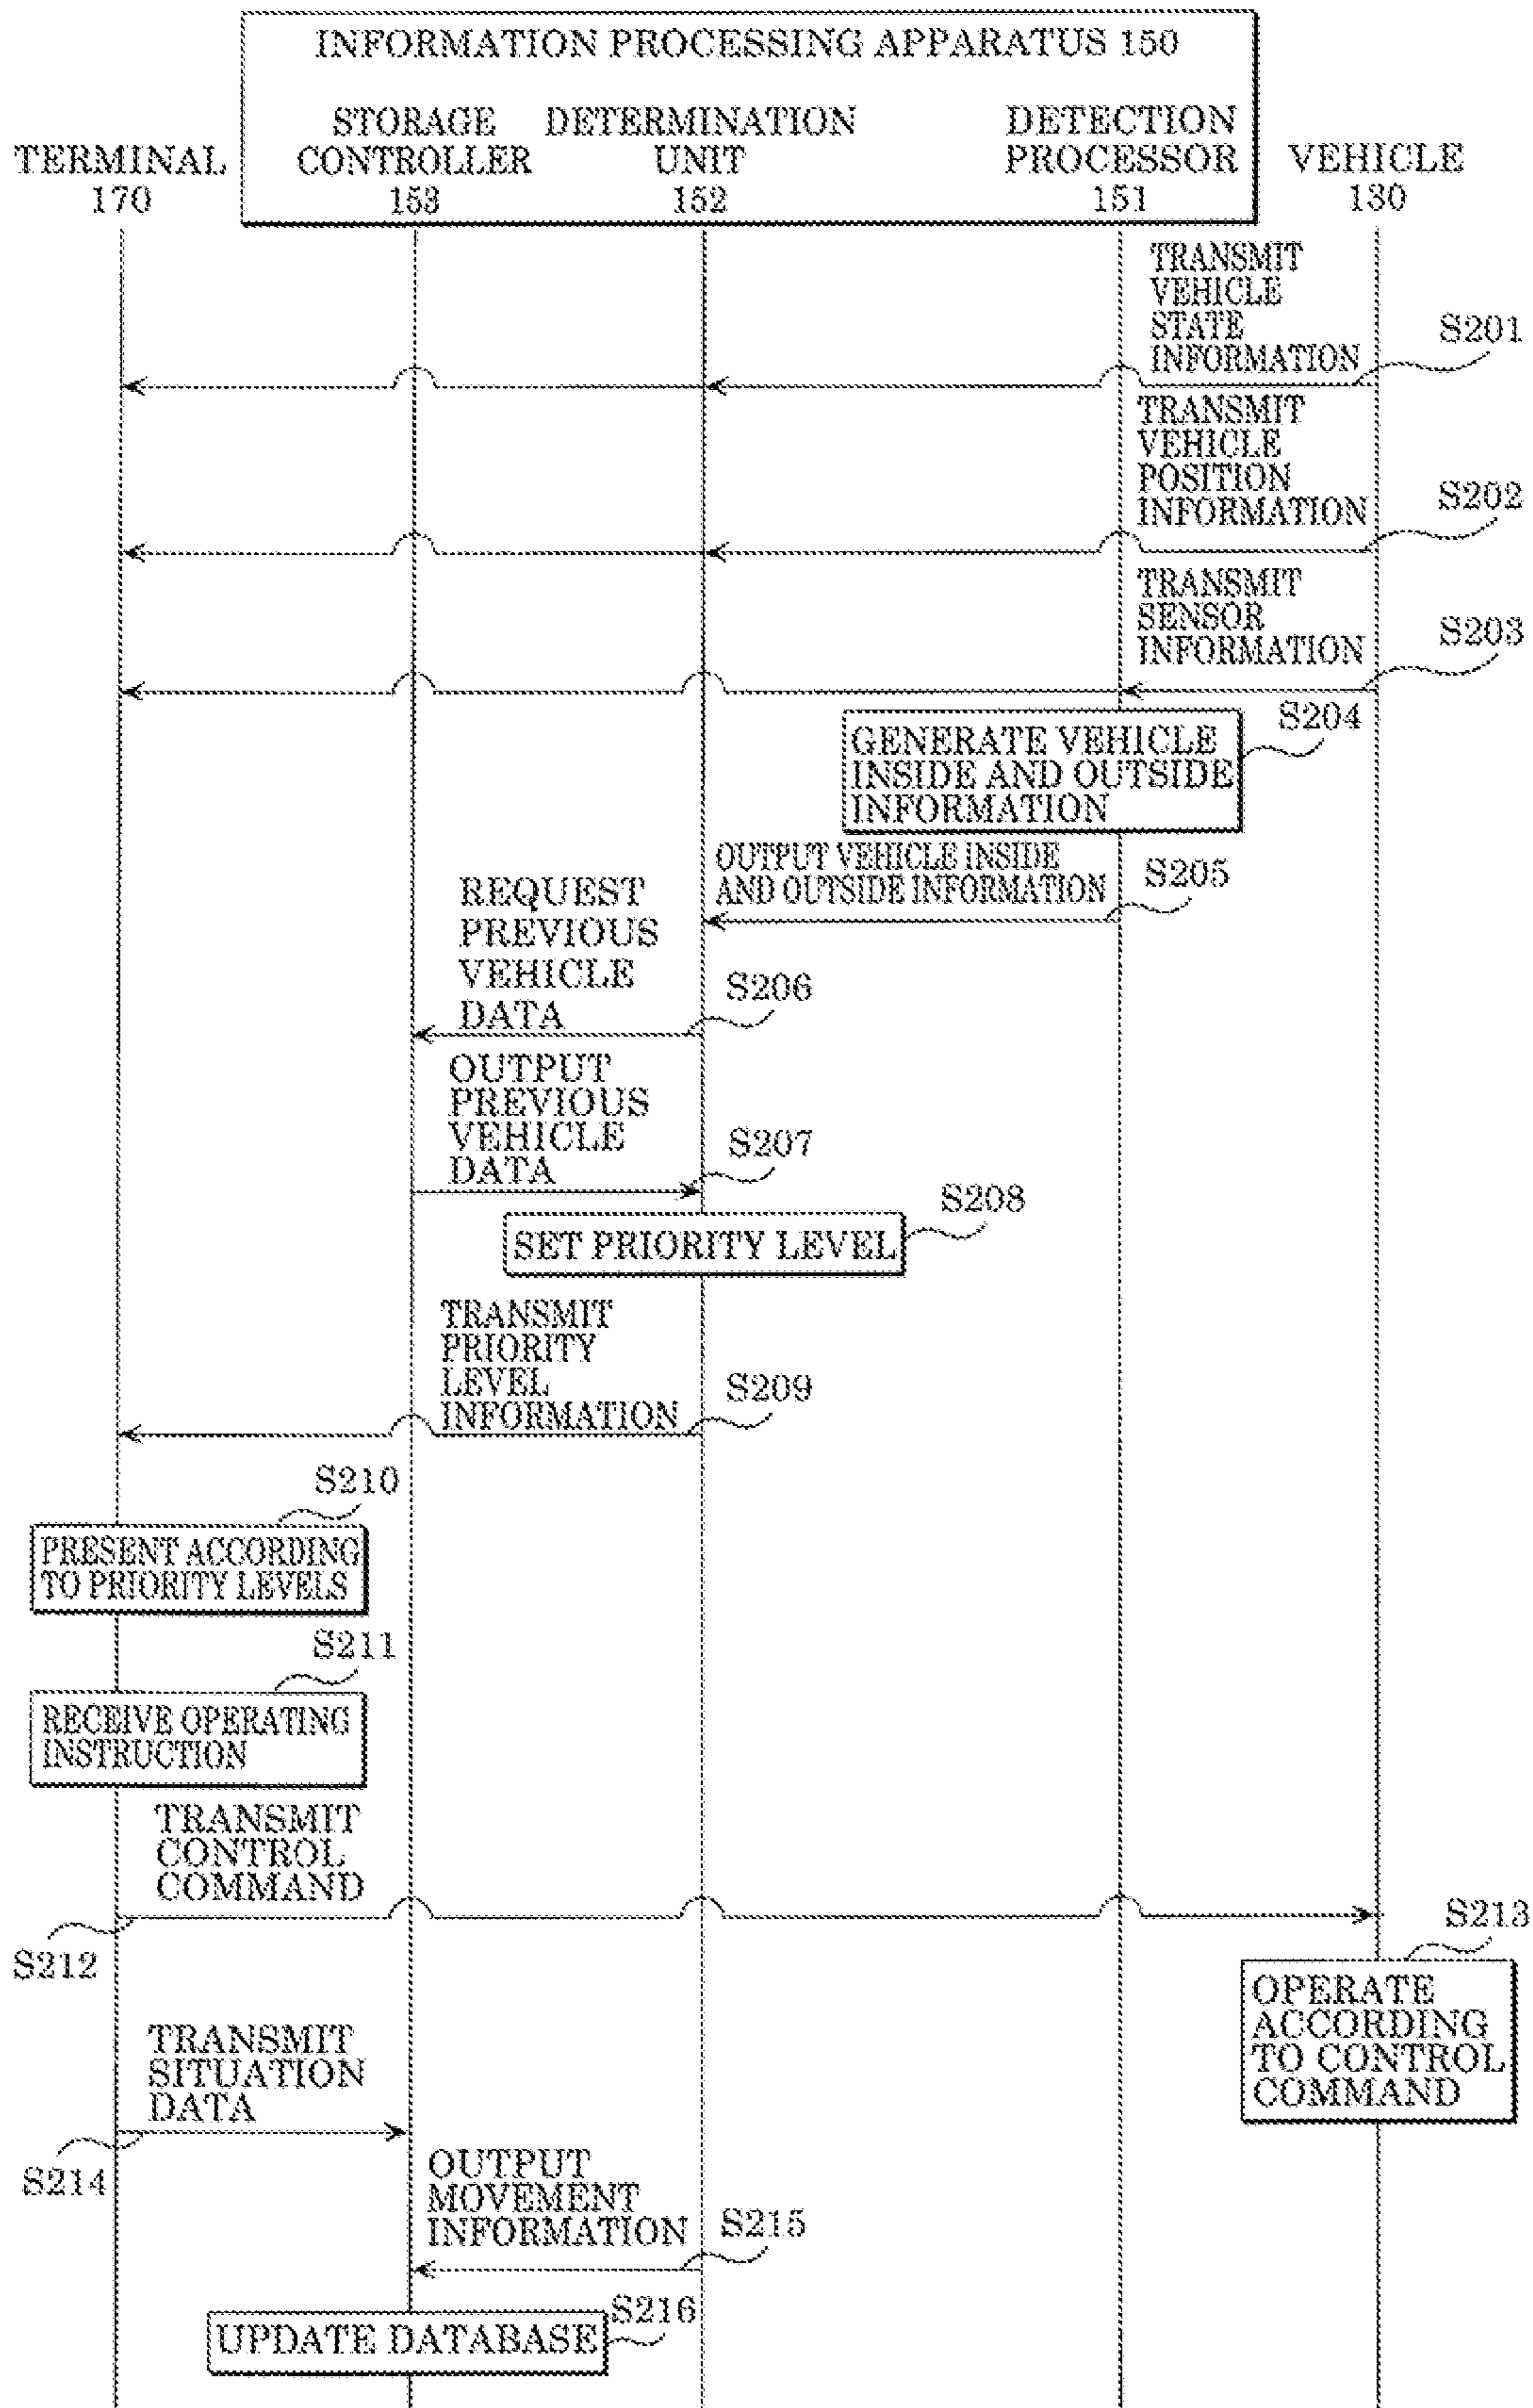 INFORMATION PROCESSING APPARATUS 150
TERMINAL
170
STORAGE
CONTROLLER
153
DETERMINATION
UNIT
152
DETECTION
PROCESSOR
151
VEHICLE
130
TRANSMIT
VEHICLE
STATE
INFORMATION
S201
TRANSMIT
VEHICLE
POSITION
INFORMATION
S202
TRANSMIT
SENSOR
INFORMATION
S203
GENERATE VEHICLE
INSIDE AND OUTSIDE
INFORMATION
S204
OUTPUT VEHICLE INSIDE
AND OUTSIDE INFORMATION
S205
REQUEST
PREVIOUS
VEHICLE
DATA
S206
OUTPUT
PREVIOUS
VEHICLE
DATA
S207
SET PRIORITY LEVEL
S208
TRANSMIT
PRIORITY
LEVEL
INFORMATION
S209
S210
PRESENT ACCORDING
TO PRIORITY LEVELS
S211
RECEIVE OPERATING
INSTRUCTION
TRANSMIT
CONTROL
COMMAND
S212
S213
OPERATE
ACCORDING
TO CONTROL
COMMAND
TRANSMIT
SITUATION
DATA
S214
OUTPUT
MOVEMENT
INFORMATION
S215
UPDATE DATABASE
S216